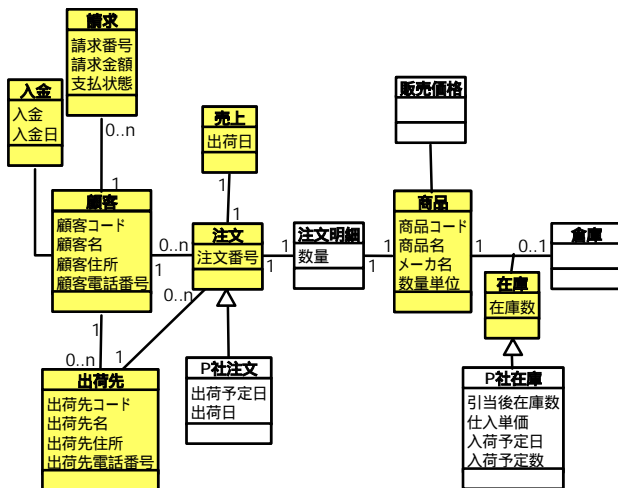 請求
請求番号
請求金額
支払状態
入金
入金
入金日
0..n
1
売上
出荷日
1
1
販売価格
顧客
顧客コード
顧客名
顧客住所
顧客電話番号
0..n
1
注文
注文番号
1
1
注文明細
数量
1
1
商品
商品コード
商品名
メーカ名
数量単位
1
0..1
倉庫
在庫
在庫数
0..n
1
1
0..n
出荷先
出荷先コード
出荷先名
出荷先住所
出荷先電話番号
P社注文
出荷予定日
出荷日
P社在庫
引当後在庫数
仕入単価
入荷予定日
入荷予定数